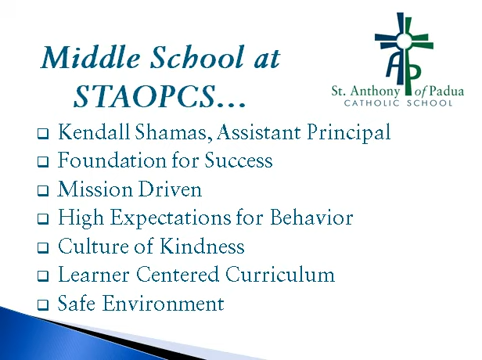 Middle School at
STAOPCS...
AP
St. Anthony of Padua
CATHOLIC SCHOOL
Kendall Shamas, Assistant Principal
Foundation for Success
Mission Driven
High Expectations for Behavior
Culture of Kindness
Learner Centered Curriculum
Safe Environment